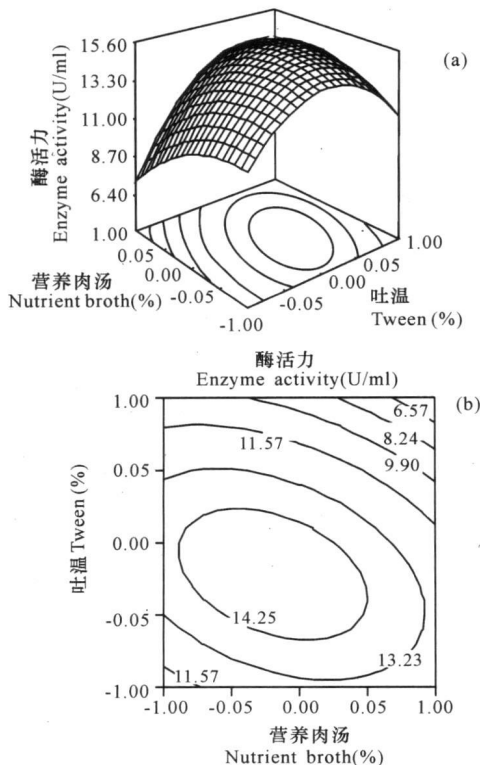 (a)
酶活力
Enzyme activity(U/ml)
15.60
13.30
11.00
8.70
6.40
1.00
0.05
0.00
-0.05
-1.00
营养肉汤
Nutrient broth(%)
1.00
0.05
0.00
-0.05
吐温
Tween (%)
酶活力
Enzyme activity(U/ml)
(b)
1.00
0.05
0.00
-0.05
-1.00
吐温 Tween (%)
6.57
8.24
9.90
11.57
14.25
13.23
11.57
-1.00
-0.05
0.00
0.05
1.00
营养肉汤
Nutrient broth(%)